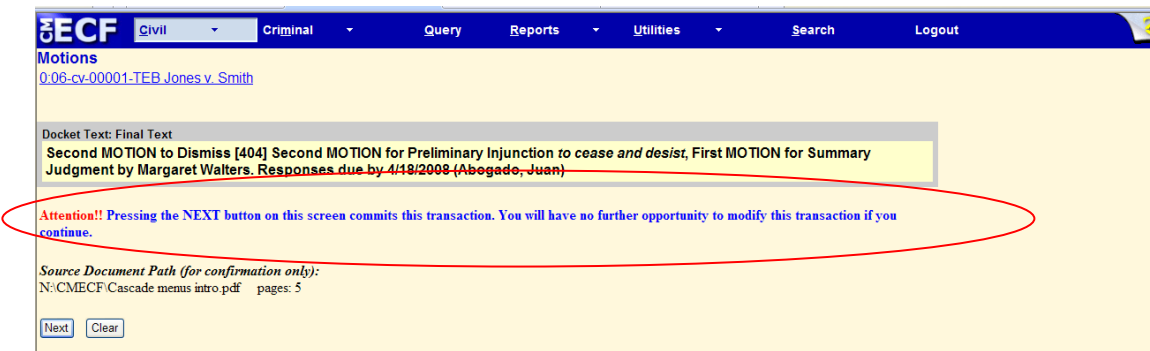 CM ECF Civil Criminal Query Reports Utilities Search Logout
Motions
0:06-cv-00001-TEB Jones v. Smith
Docket Text: Final Text
Second MOTION to Dismiss [404] Second MOTION for Preliminary Injunction to cease and desist, First MOTION for Summary
Judgment by Margaret Walters. Responses due by 4/18/2008 (Abogado, Juan)
Attention!! Pressing the NEXT button on this screen commits this transaction. You will have no further opportunity to modify this transaction if you
continue.
Source Document Path (for confirmation only):
N:\CMECF\Cascade menus intro.pdf pages: 5
Next Clear